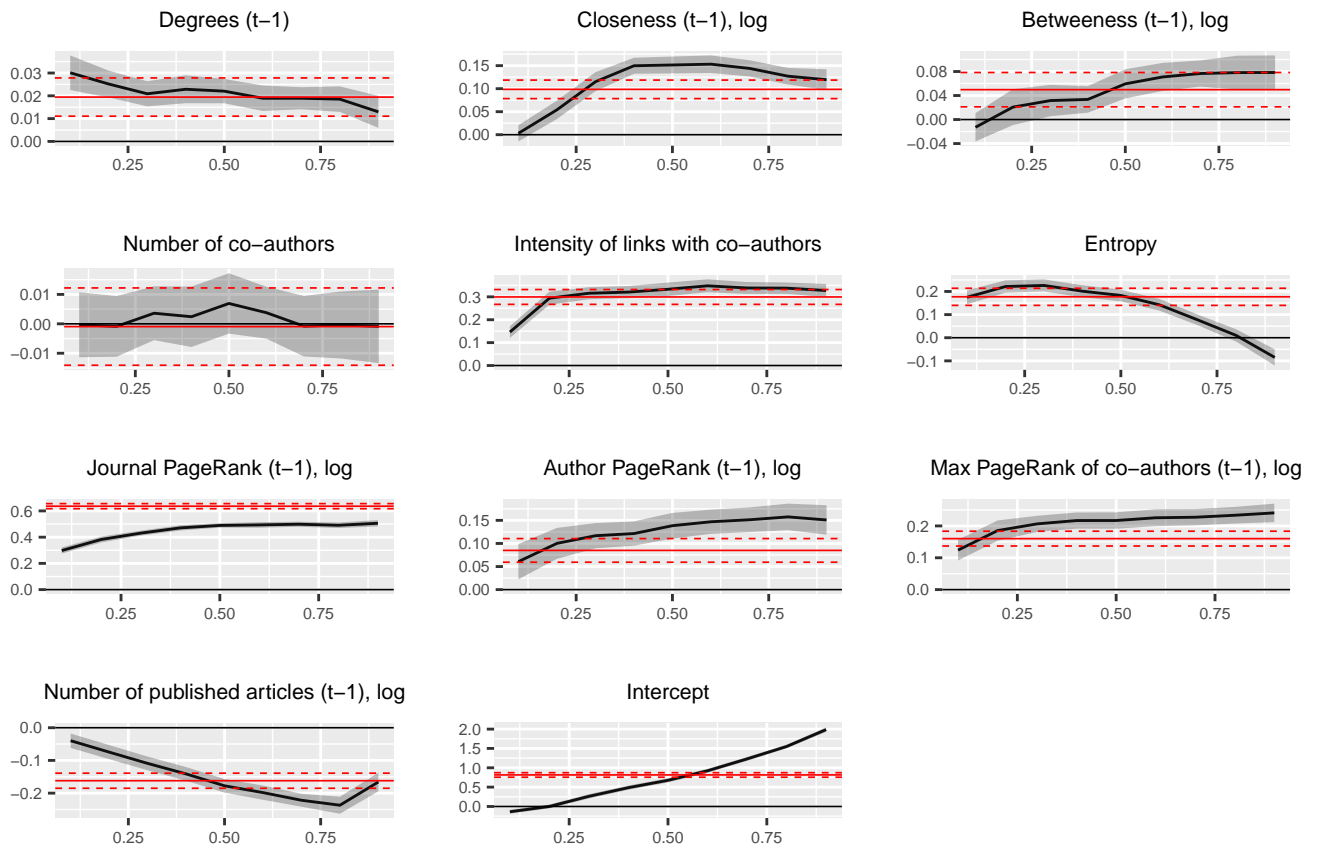 Degrees (t−1)
0.03
0.02
0.01
0.00
0.25 0.50 0.75
Closeness (t−1), log
0.15
0.10
0.05
0.00
0.25 0.50 0.75
Betweeness (t−1), log
0.08
0.04
0.00
−0.04
0.25 0.50 0.75
Number of co−authors
0.01
0.00
−0.01
0.25 0.50 0.75
Intensity of links with co−authors
0.3
0.2
0.1
0.0
0.25 0.50 0.75
Entropy
0.2
0.1
0.0
−0.1
0.25 0.50 0.75
Journal PageRank (t−1), log
0.6
0.4
0.2
0.0
0.25 0.50 0.75
Author PageRank (t−1), log
0.15
0.10
0.05
0.00
0.25 0.50 0.75
Max PageRank of co−authors (t−1), log
0.2
0.1
0.0
0.25 0.50 0.75
Number of published articles (t−1), log
0.0
−0.1
−0.2
0.25 0.50 0.75
Intercept
2.0
1.5
1.0
0.5
0.0
0.25 0.50 0.75